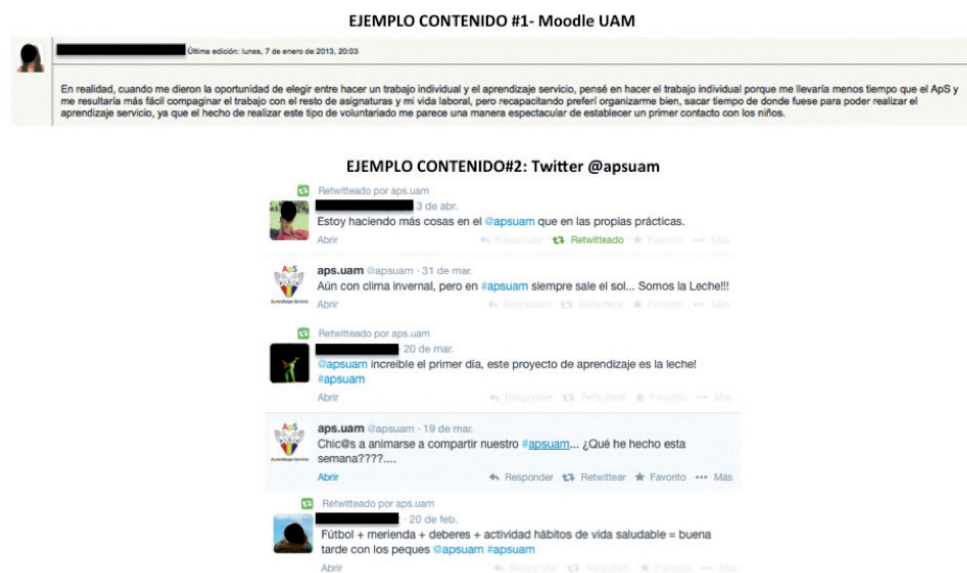 EJEMPLO CONTENIDO #1- Moodle UAM
Última edición: lunes, 7 de enero de 2013, 20:03
En realidad, cuando me dieron la oportunidad de elegir entre hacer un trabajo individual y el aprendizaje servicio, pensé en hacer el trabajo individual porque me llevaría menos tiempo que el ApS y
me resultaría más fácil compaginar el trabajo con el resto de asignaturas y mi vida laboral, pero recapacitando preferí organizarme bien, sacar tiempo de donde fuese para poder realizar el
aprendizaje servicio, ya que el hecho de realizar este tipo de voluntariado me parece una manera espectacular de establecer un primer contacto con los niños.
EJEMPLO CONTENIDO#2: Twitter @apsuam
Retwitteado por aps.uam
3 de abr.
Estoy haciendo más cosas en el @apsuam que en las propias prácticas.
Abrir Responder Retwitteado Favorito Más
ApS
Aprendizaje-Servicio
aps.uam @apsuam · 31 de mar.
Aún con clima invernal, pero en #apsuam siempre sale el sol... Somos la Leche!!!
Abrir Responder Retwittear Favorito Más
Retwitteado por aps.uam
20 de mar.
@apsuam increible el primer día, este proyecto de aprendizaje es la leche!
#apsuam
Abrir Responder Retwittear Favorito Más
ApS
Aprendizaje-Servicio
aps.uam @apsuam · 19 de mar.
Chic@s a animarse a compartir nuestro #apsuam... ¿Qué he hecho esta
semana????....
Abrir Responder Retwittear Favorito Más
Retwitteado por aps.uam
· 20 de feb.
Fútbol + merienda + deberes + actividad hábitos de vida saludable = buena
tarde con los peques @apsuam #apsuam
Abrir Responder Retwittear Favorito Más